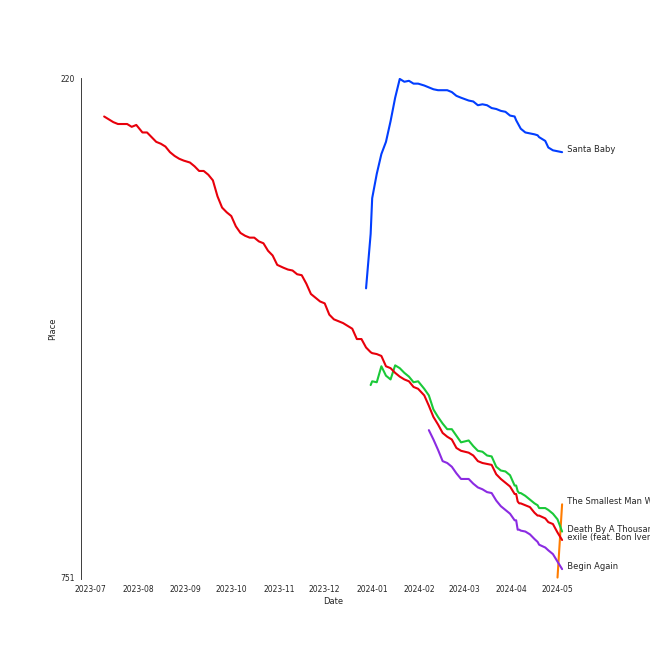 220
Santa Baby
Place
The Smallest Man W
Death By A Thousan
exile (feat. Bon Iver
Begin Again
751
2023-07 2023-08 2023-09 2023-10 2023-11 2023-12 2024-01 2024-02 2024-03 2024-04 2024-05
Date